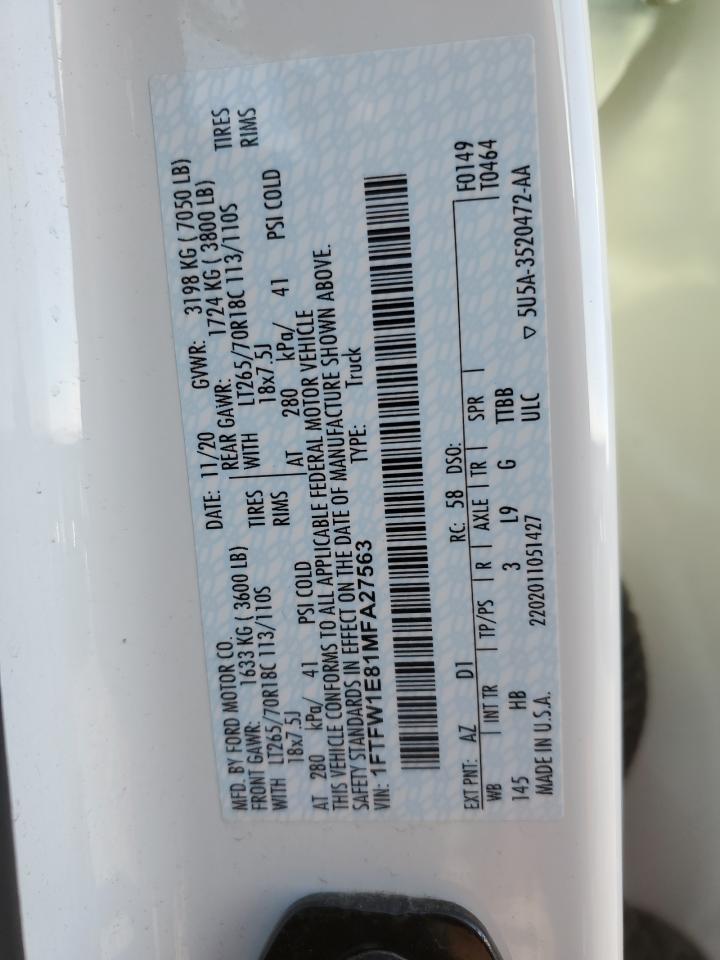 MFD. BY FORD MOTOR CO.
DATE: 11/20
GVWR: 3198 KG ( 7050 LB)
FRONT GAWR: 1633 KG ( 3600 LB)
REAR GAWR: 1724 KG ( 3800 LB)
WITH LT265/70R18C 113/110S TIRES
WITH LT265/70R18C 113/110S TIRES
18x7.5J RIMS
18x7.5J RIMS
AT 280 kPa/ 41 PSI COLD
AT 280 kPa/ 41 PSI COLD
THIS VEHICLE CONFORMS TO ALL APPLICABLE FEDERAL MOTOR VEHICLE
SAFETY STANDARDS IN EFFECT ON THE DATE OF MANUFACTURE SHOWN ABOVE.
VIN: 1FTFW1E81MFA27563
TYPE: Truck
EXT PNT: AZ D1 RC: 58 DSO: F0149
WB INT TR TP/PS R AXLE TR SPR T0464
145 HB 3 L9 G TTBB
ULC
MADE IN U.S.A. 2202011051427 ▽ 5U5A-3520472-AA